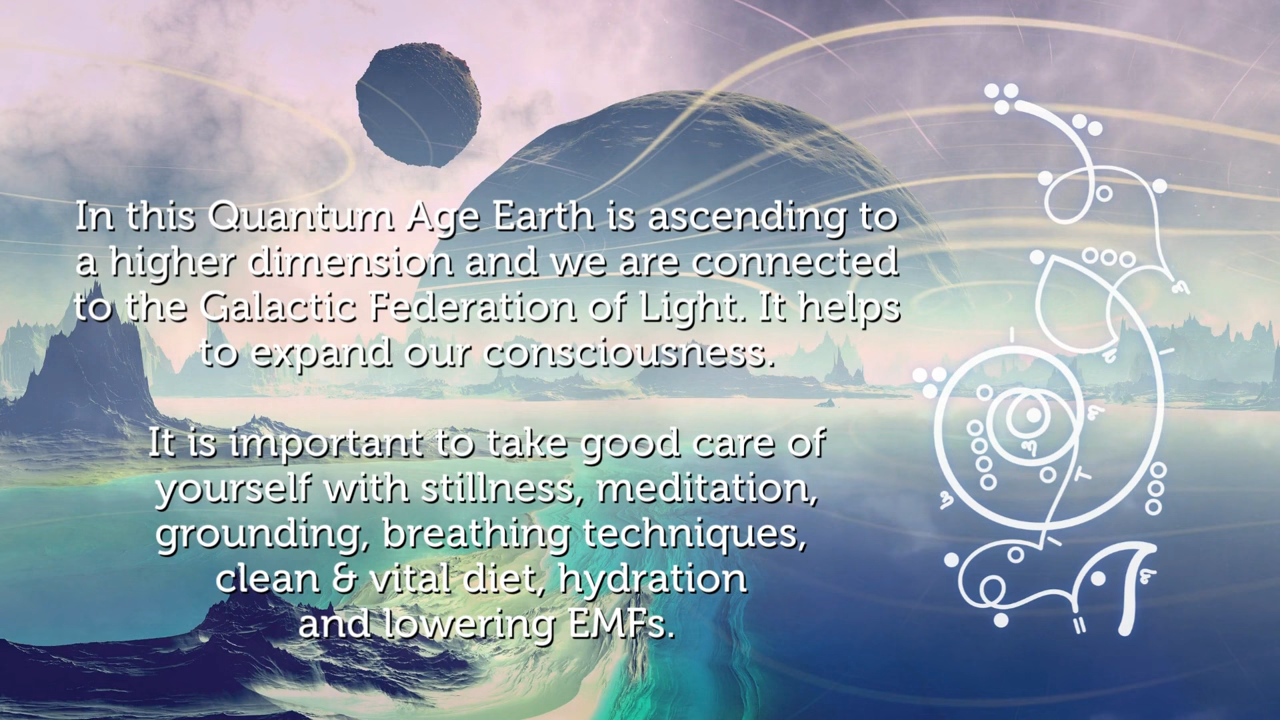 In this Quantum Age Earth is ascending to
a higher dimension and we are connected
to the Galactic Federation of Light. It helps
to expand our consciousness.
It is important to take good care of
yourself with stillness, meditation,
grounding, breathing techniques,
clean & vital diet, hydration
and lowering EMFs.